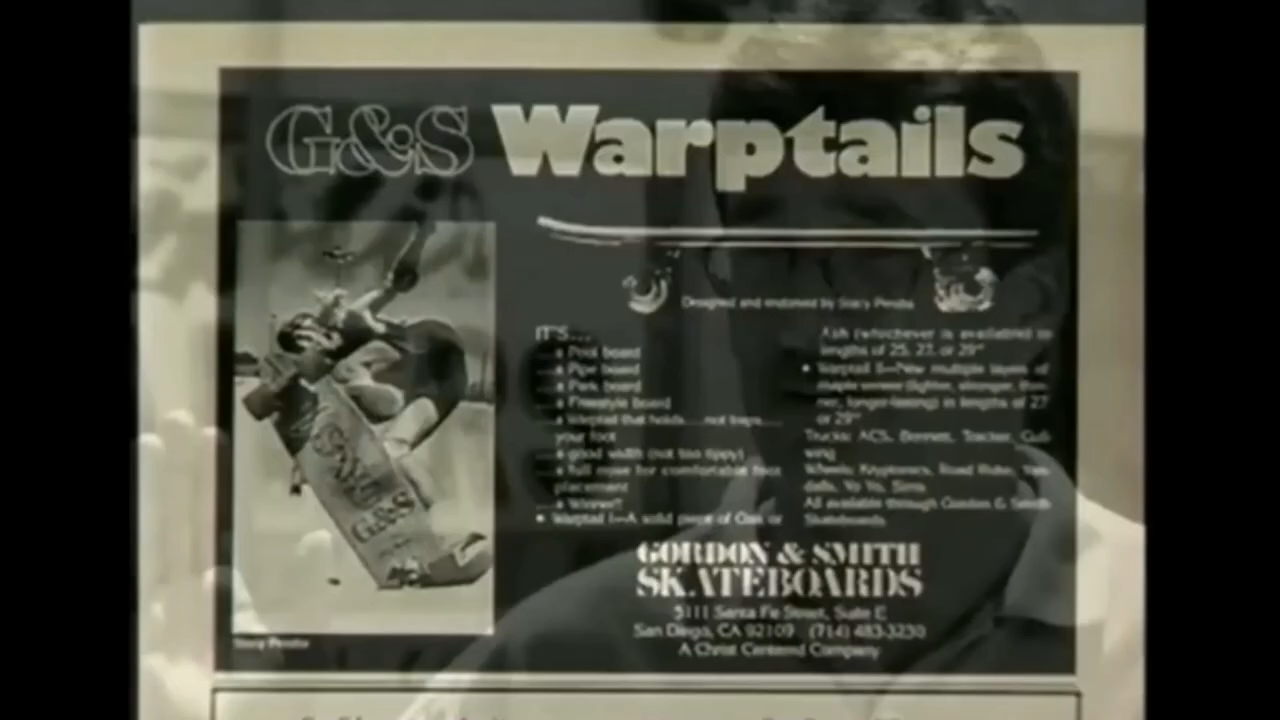 G&S Warptails
Designed and endorsed by Stacy Peralta
IT'S...
...a Pool board
...a Pipe board
...a Park board
...a Freestyle board
...a Warptail that holds...not traps...
your foot
...a good width (not too tippy)
...a full nose for comfortable foot
placement
...a Winner!!
• Warptail I—A solid piece of Oak or
Ash (whichever is available) in
lengths of 25, 27, or 29"
• Warptail II—New multiple layers of
maple veneer (lighter, stronger, thin-
ner, longer-lasting) in lengths of 27
or 29"
Trucks: ACS, Bennett, Tracker, Gull-
wing
Wheels: Kryptonics, Road Rider, Yo Yo, Sims
All available through Gordon & Smith
Skateboards
GORDON & SMITH
SKATEBOARDS
5111 Santa Fe Street, Suite E
San Diego, CA 92109 (714) 483-3230
A Christ Centered Company
Stacy Peralta
G&S